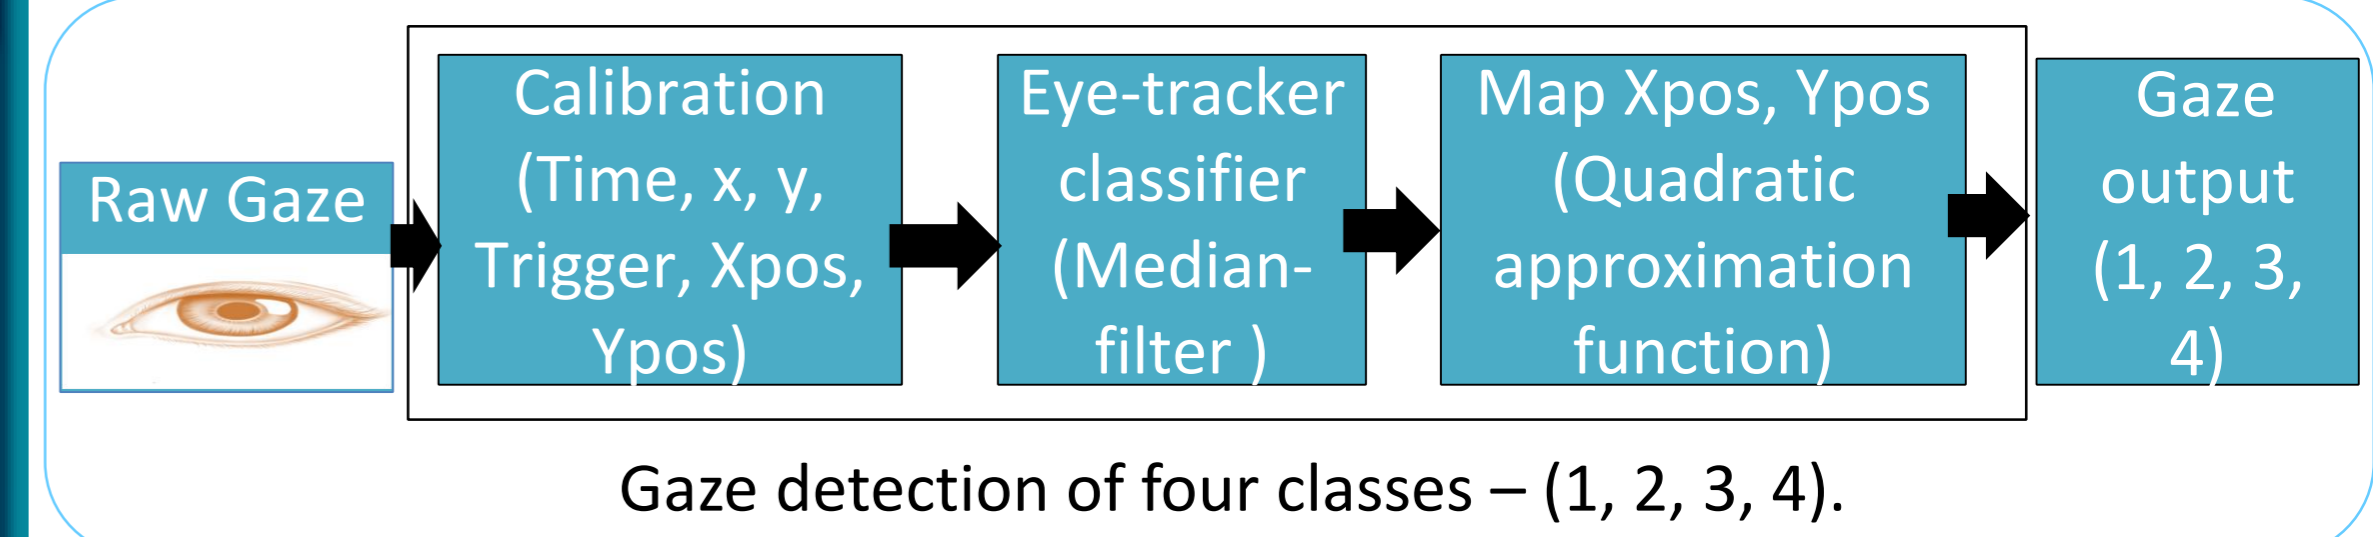 Raw Gaze
Calibration
(Time, x, y,
Trigger, Xpos,
Ypos)
Eye-tracker
classifier
(Median-
filter )
Map Xpos, Ypos
(Quadratic
approximation
function)
Gaze
output
(1, 2, 3,
4)
Gaze detection of four classes – (1, 2, 3, 4).